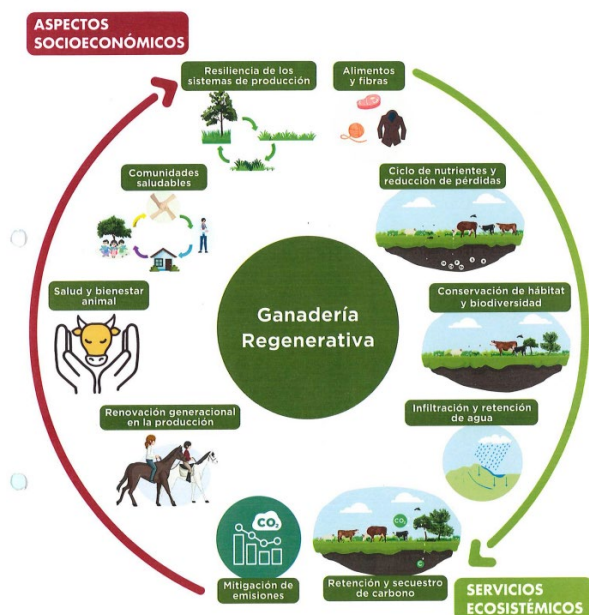 ASPECTOS
SOCIOECONÓMICOS
Resiliencia de los
sistemas de producción
Alimentos
y fibras
Comunidades
saludables
Ciclo de nutrientes y
reducción de pérdidas
Salud y bienestar
animal
Conservación de hábitat
y biodiversidad
Ganadería
Regenerativa
Renovación generacional
en la producción
Infiltración y retención
de agua
CO₂
Mitigación de
emisiones
CO₂
Retención y secuestro
de carbono
SERVICIOS
ECOSISTÉMICOS